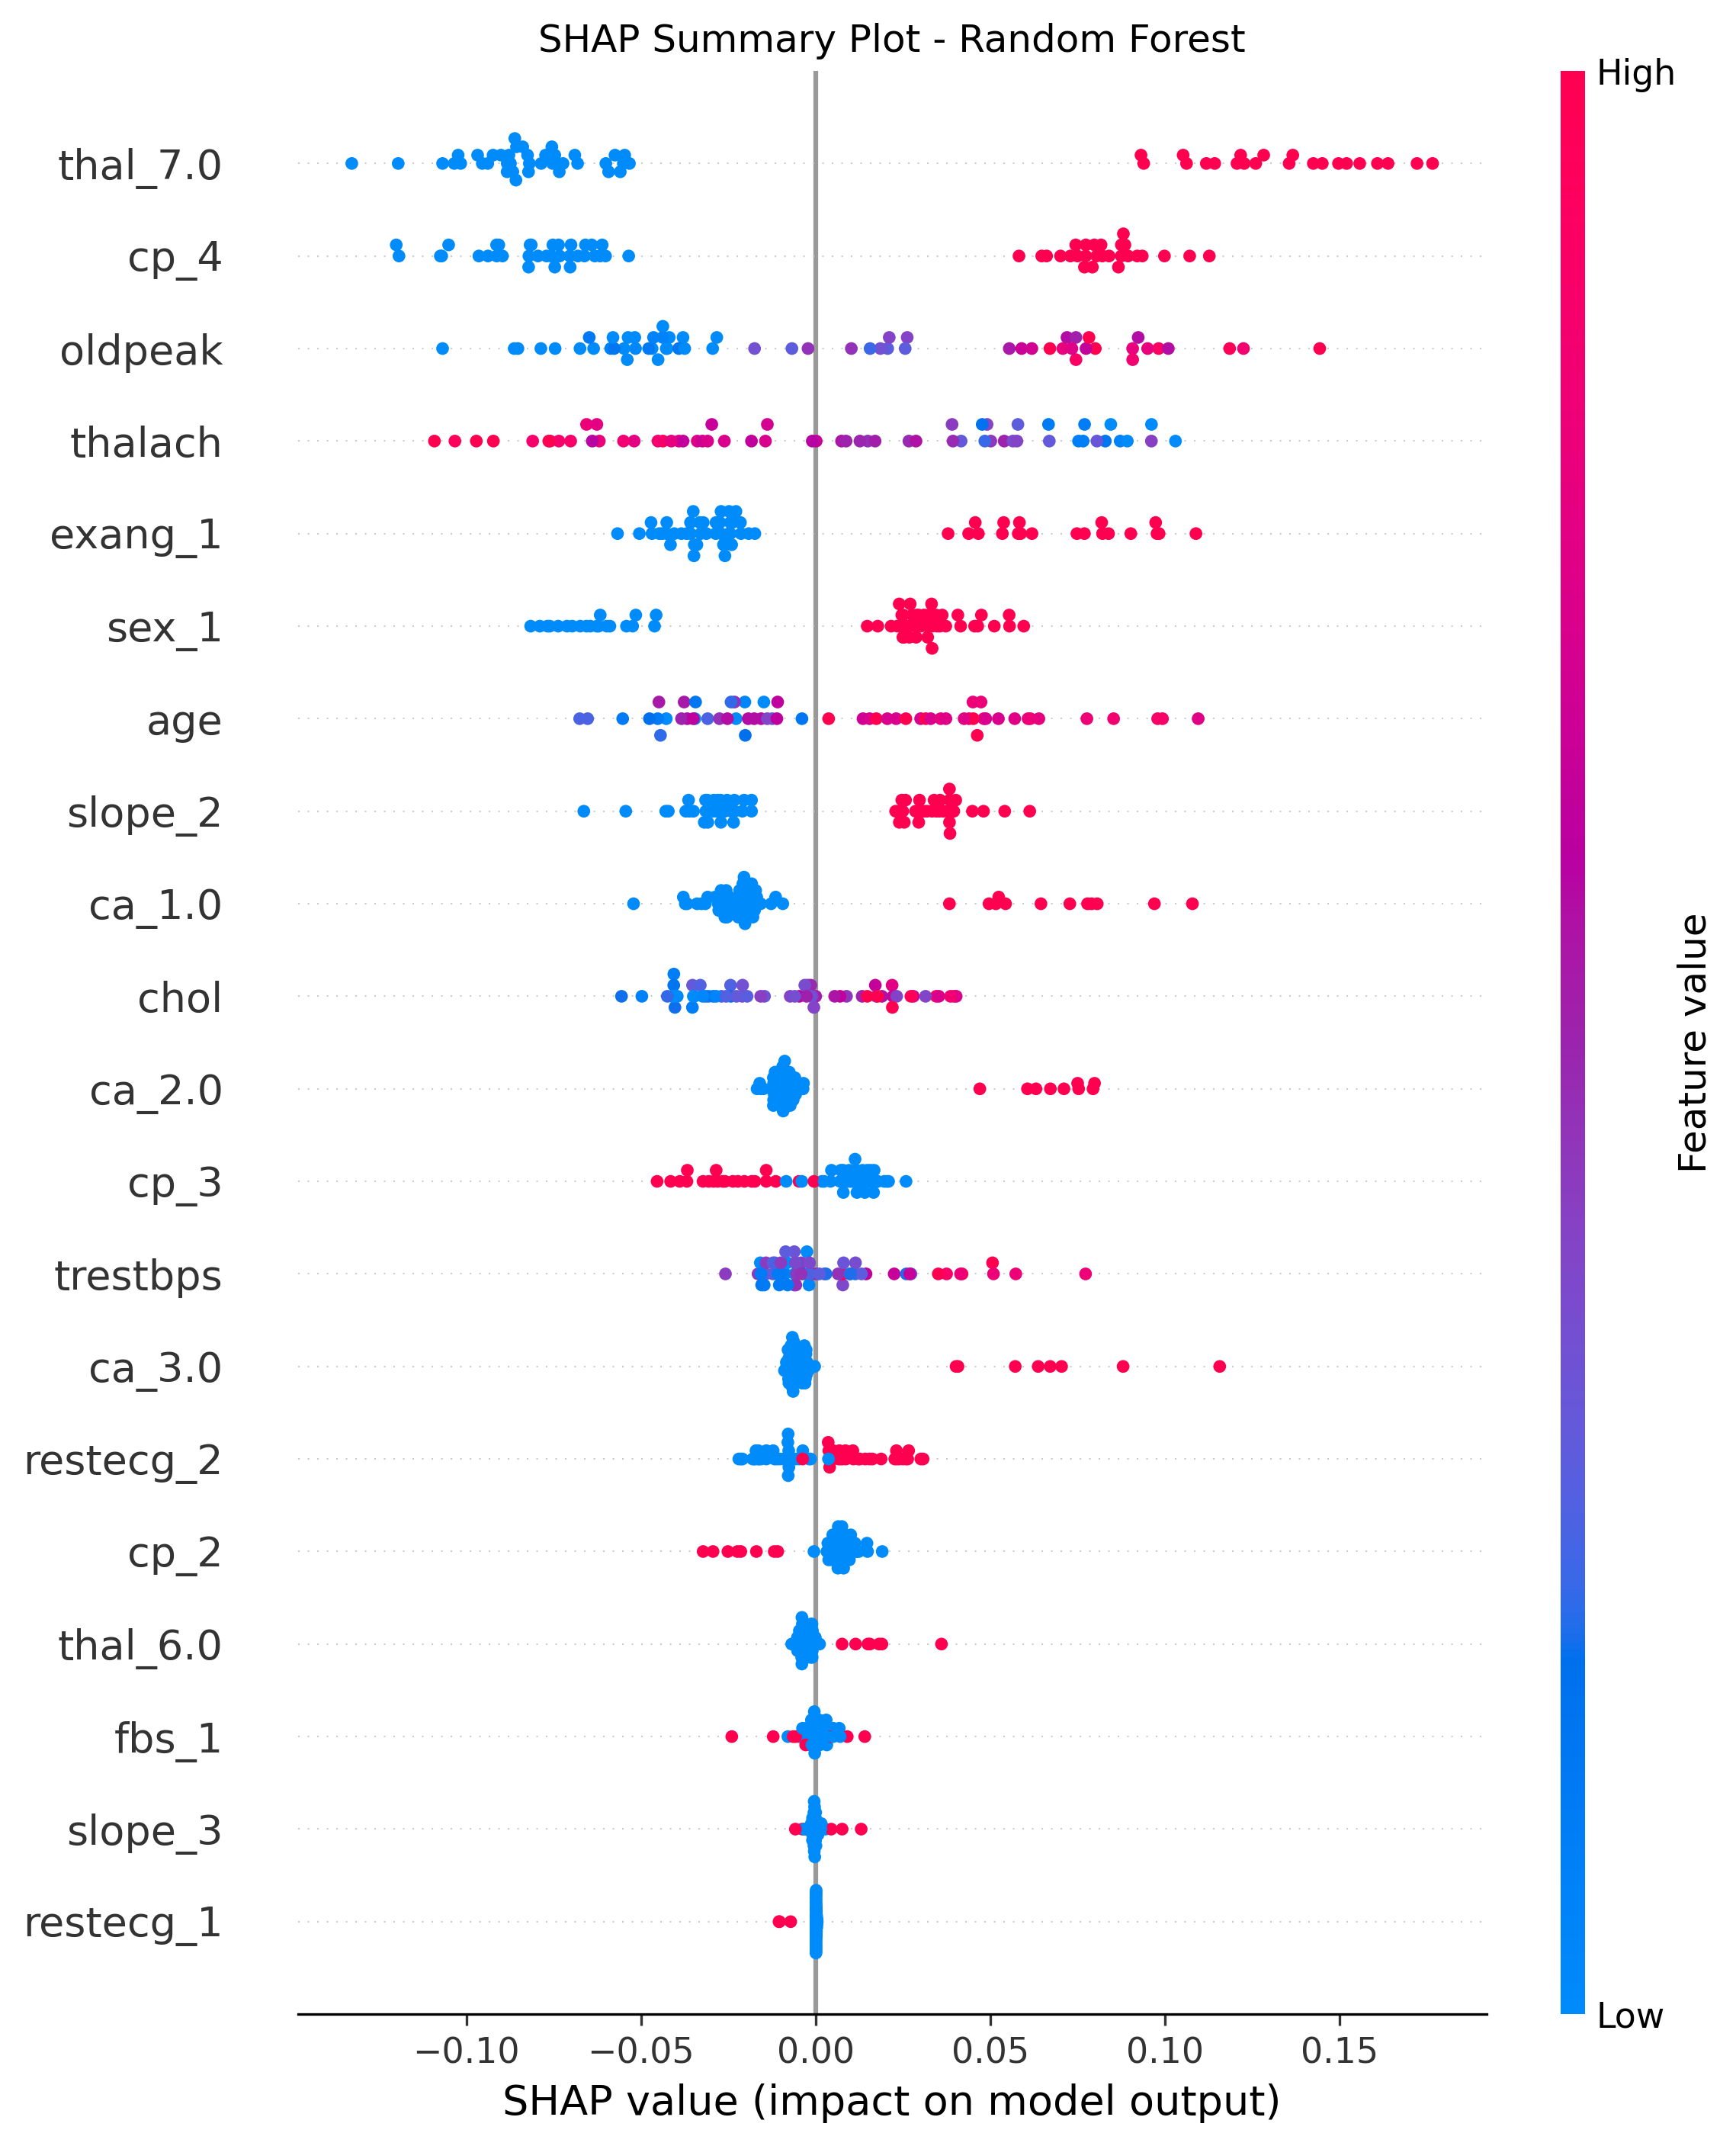 SHAP Summary Plot - Random Forest
High
thal_7.0
cp_4
oldpeak
thalach
exang_1
sex_1
age
slope_2
ca_1.0
chol
ca_2.0
cp_3
trestbps
ca_3.0
restecg_2
cp_2
thal_6.0
fbs_1
slope_3
restecg_1
Feature value
Low
−0.10 −0.05 0.00 0.05 0.10 0.15
SHAP value (impact on model output)